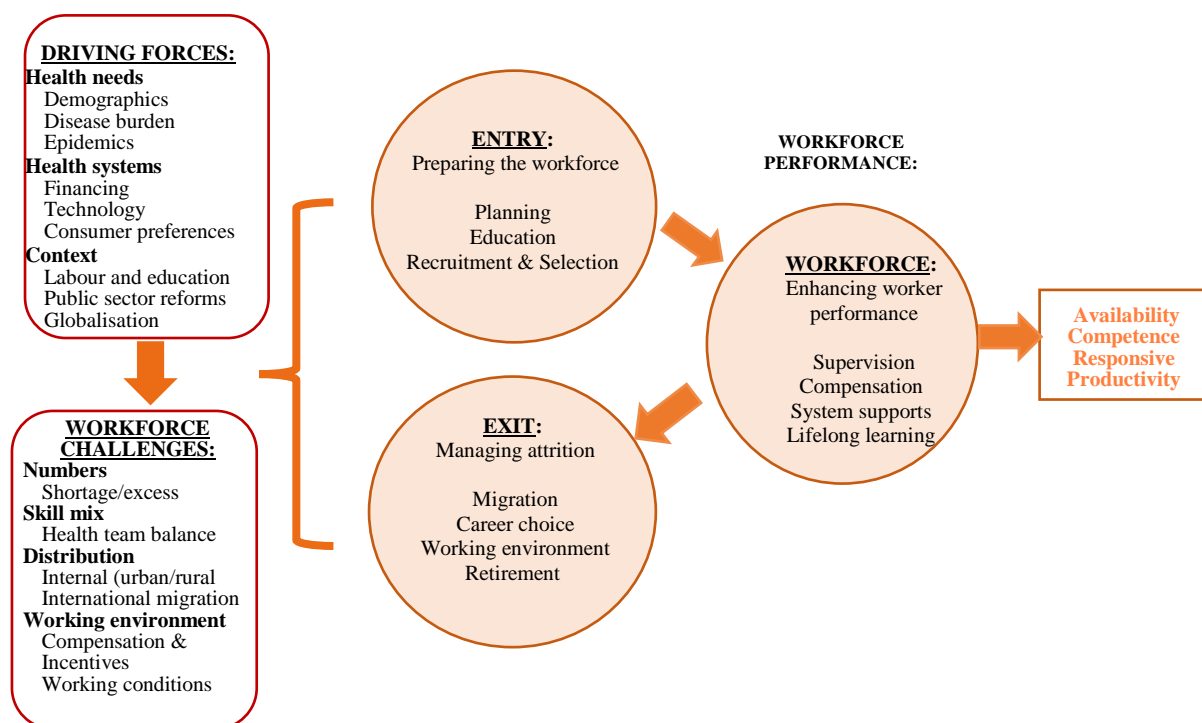 DRIVING FORCES:
Health needs
Demographics
Disease burden
Epidemics
Health systems
Financing
Technology
Consumer preferences
Context
Labour and education
Public sector reforms
Globalisation
WORKFORCE
CHALLENGES:
Numbers
Shortage/excess
Skill mix
Health team balance
Distribution
Internal (urban/rural
International migration
Working environment
Compensation &
Incentives
Working conditions
ENTRY:
Preparing the workforce
Planning
Education
Recruitment & Selection
EXIT:
Managing attrition
Migration
Career choice
Working environment
Retirement
WORKFORCE
PERFORMANCE:
WORKFORCE:
Enhancing worker
performance
Supervision
Compensation
System supports
Lifelong learning
Availability
Competence
Responsive
Productivity